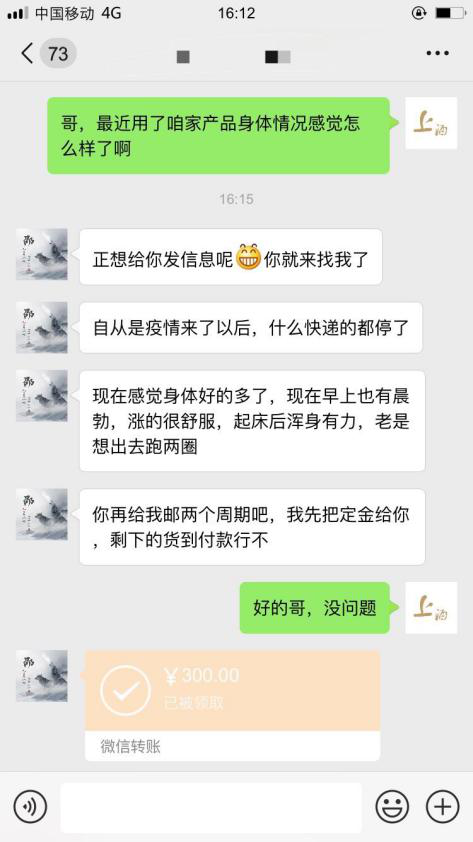 中国移动 4G 16:12
73
哥，最近用了咱家产品身体情况感觉怎
么样了啊
上酒
16:15
正想给你发信息呢😁你就来找我了
自从是疫情来了以后，什么快递的都停了
现在感觉身体好的多了，现在早上也有晨
勃，涨的很舒服，起床后浑身有力，老是
想出去跑两圈
你再给我邮两个周期吧，我先把定金给你
，剩下的货到付款行不
好的哥，没问题
上酒
￥300.00
已被领取
微信转账